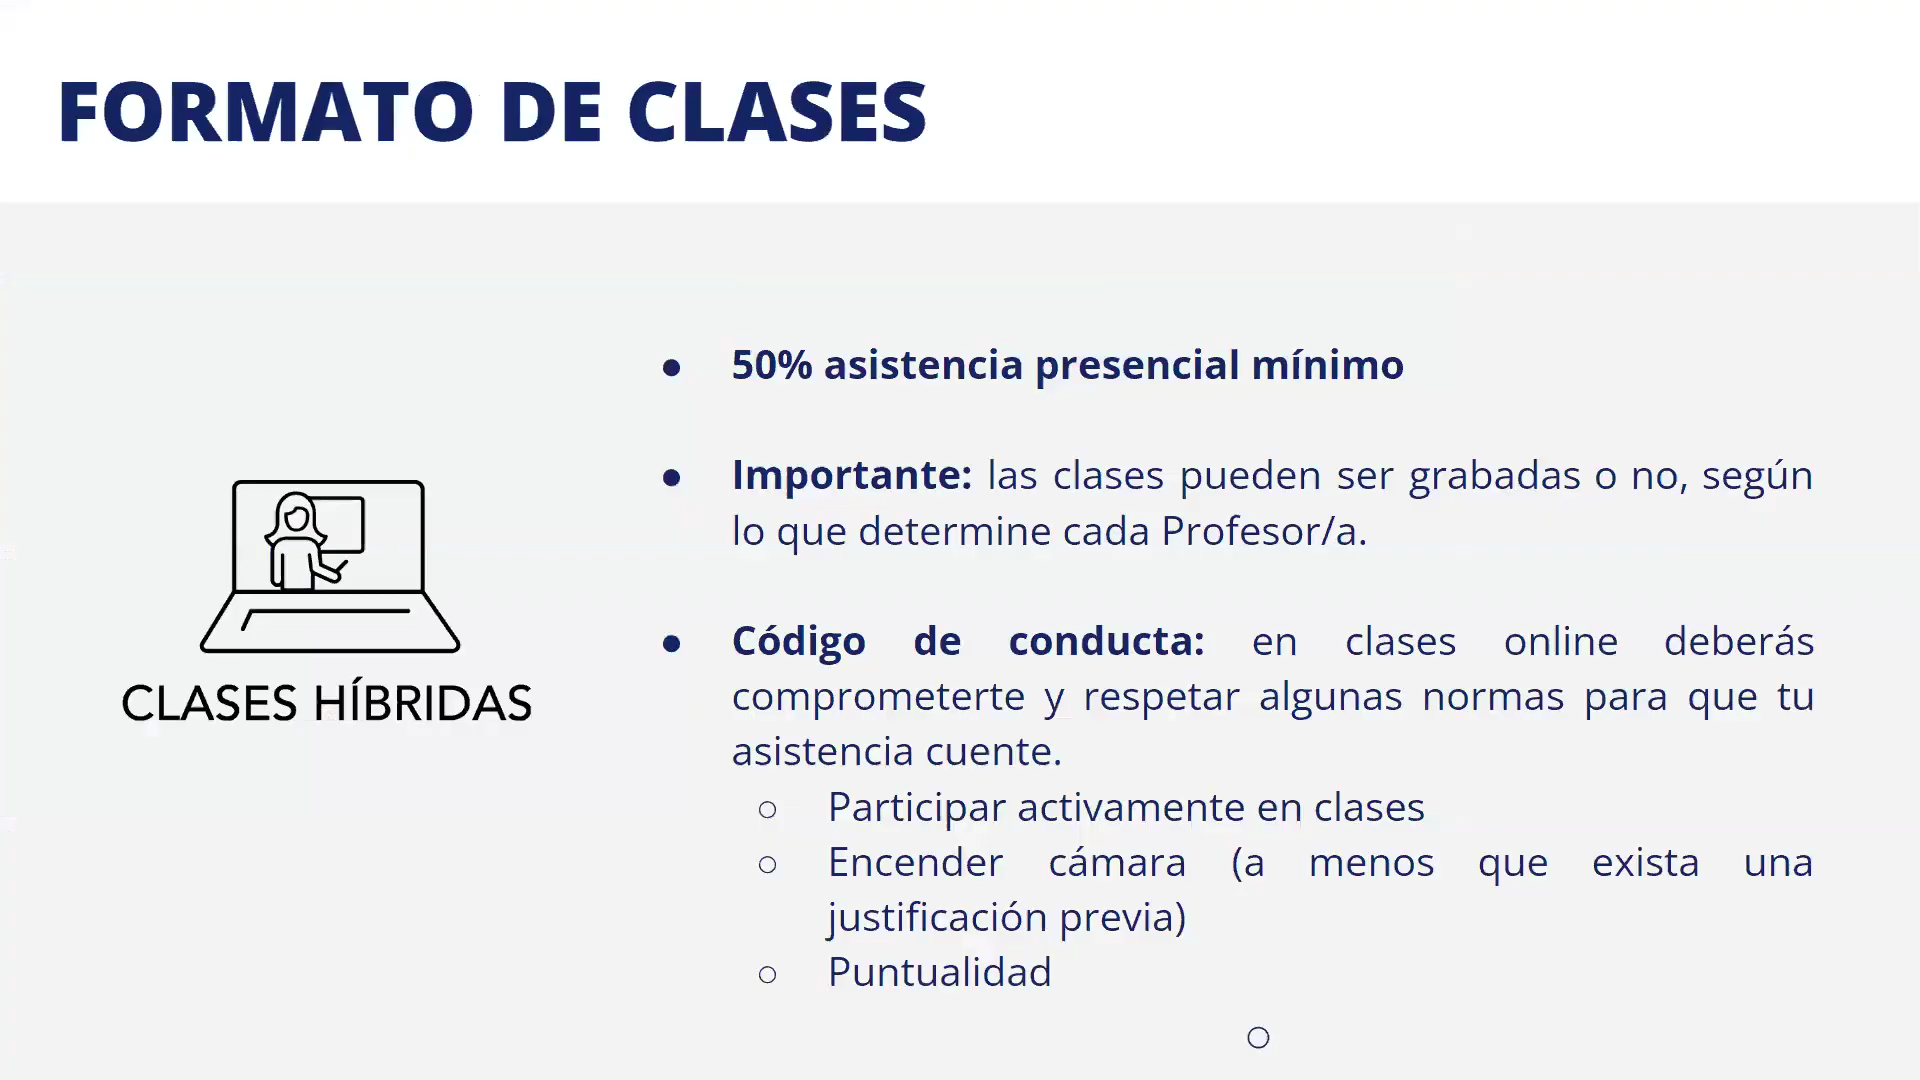 FORMATO DE CLASES
CLASES HÍBRIDAS
● 50% asistencia presencial mínimo
● Importante: las clases pueden ser grabadas o no, según
lo que determine cada Profesor/a.
● Código de conducta: en clases online deberás
comprometerte y respetar algunas normas para que tu
asistencia cuente.
○ Participar activamente en clases
○ Encender cámara (a menos que exista una
justificación previa)
○ Puntualidad
○